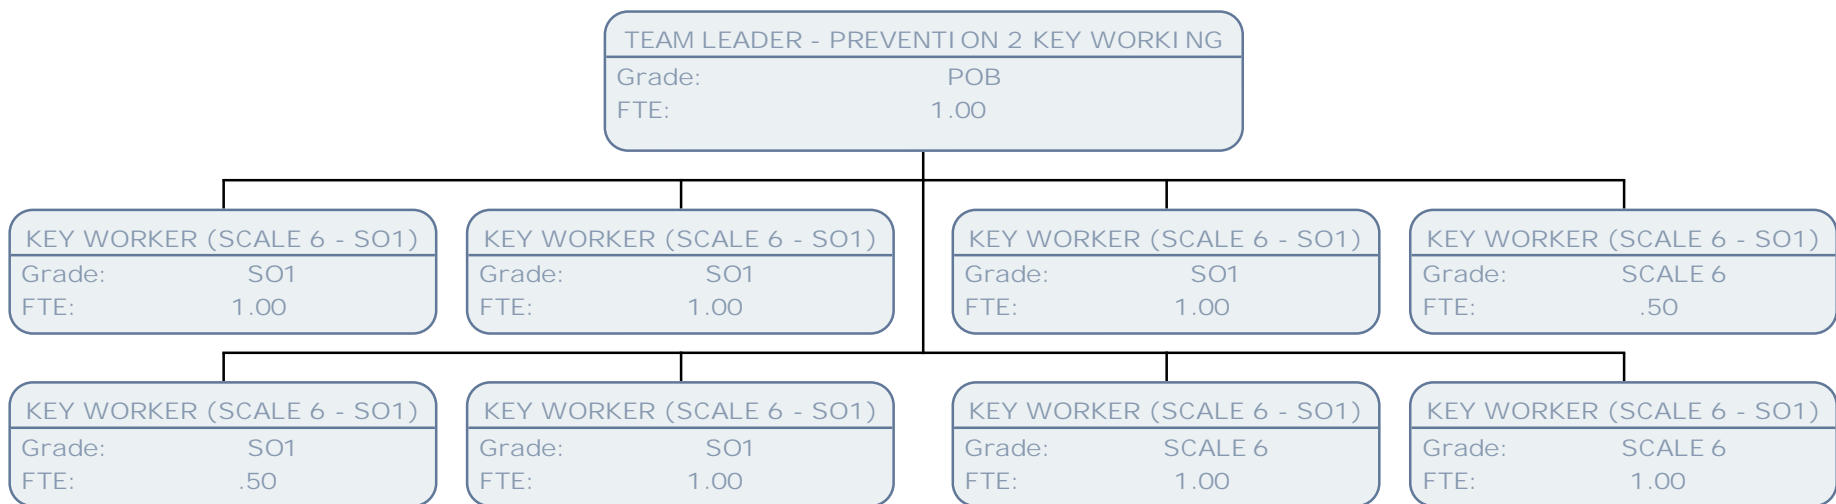 TEAM LEADER - PREVENTION 2 KEY WORKING
Grade: POB
FTE: 1.00
KEY WORKER (SCALE 6 - SO1)
Grade: SO1
FTE: 1.00
KEY WORKER (SCALE 6 - SO1)
Grade: SO1
FTE: 1.00
KEY WORKER (SCALE 6 - SO1)
Grade: SO1
FTE: 1.00
KEY WORKER (SCALE 6 - SO1)
Grade: SCALE 6
FTE: .50
KEY WORKER (SCALE 6 - SO1)
Grade: SO1
FTE: .50
KEY WORKER (SCALE 6 - SO1)
Grade: SO1
FTE: 1.00
KEY WORKER (SCALE 6 - SO1)
Grade: SCALE 6
FTE: 1.00
KEY WORKER (SCALE 6 - SO1)
Grade: SCALE 6
FTE: 1.00